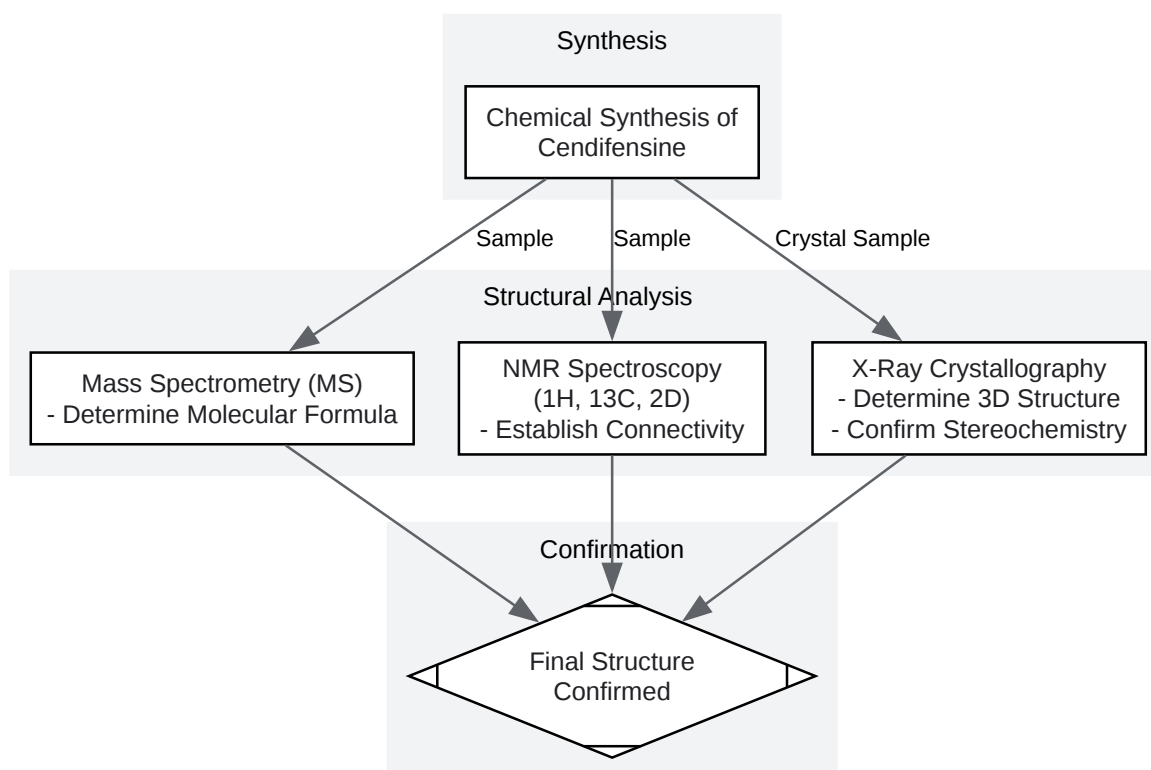 Synthesis
Chemical Synthesis of
Cendifensine
Sample
Sample
Crystal Sample
Structural Analysis
Mass Spectrometry (MS)
- Determine Molecular Formula
NMR Spectroscopy
(1H, 13C, 2D)
- Establish Connectivity
X-Ray Crystallography
- Determine 3D Structure
- Confirm Stereochemistry
Confirmation
Final Structure
Confirmed